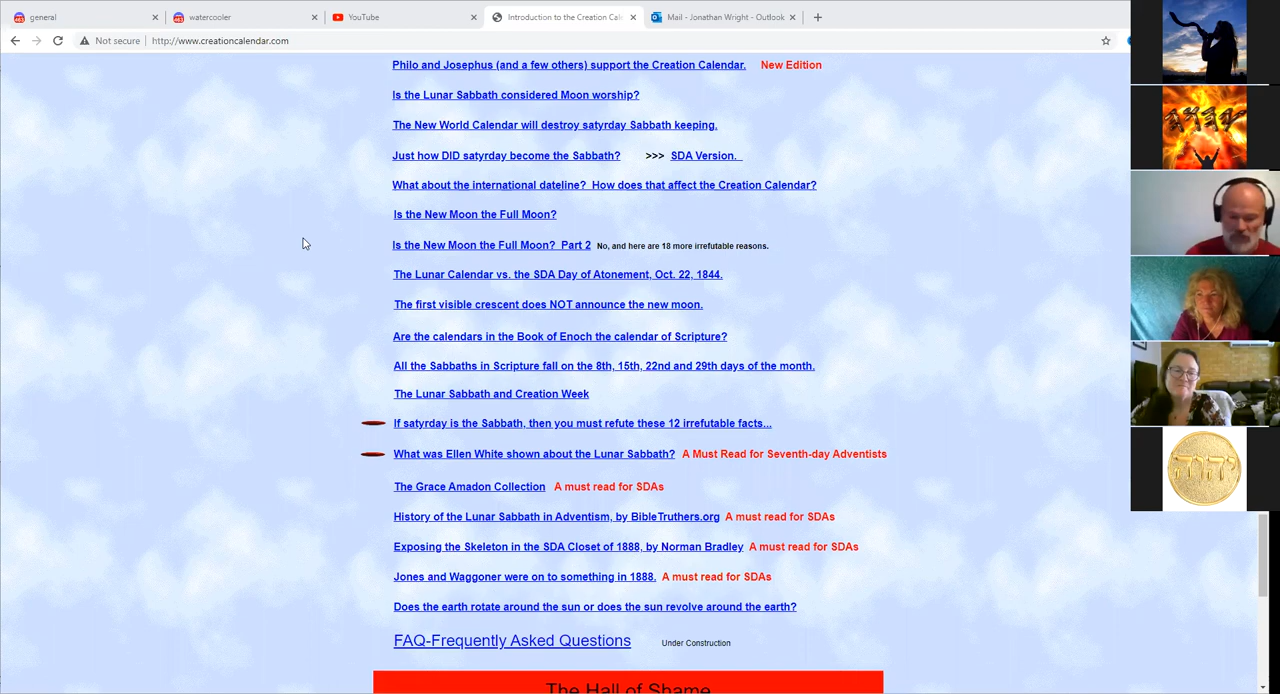 general
watercooler
YouTube
Introduction to the Creation Cal
Mail - Jonathan Wright - Outlook
Not secure
http://www.creationcalendar.com
Philo and Josephus (and a few others) support the Creation Calendar. New Edition
Is the Lunar Sabbath considered Moon worship?
The New World Calendar will destroy satyrday Sabbath keeping.
Just how DID satyrday become the Sabbath? >>> SDA Version.
What about the international dateline? How does that affect the Creation Calendar?
Is the New Moon the Full Moon?
Is the New Moon the Full Moon? Part 2 No, and here are 18 more irrefutable reasons.
The Lunar Calendar vs. the SDA Day of Atonement, Oct. 22, 1844.
The first visible crescent does NOT announce the new moon.
Are the calendars in the Book of Enoch the calendar of Scripture?
All the Sabbaths in Scripture fall on the 8th, 15th, 22nd and 29th days of the month.
The Lunar Sabbath and Creation Week
If satyrday is the Sabbath, then you must refute these 12 irrefutable facts...
What was Ellen White shown about the Lunar Sabbath? A Must Read for Seventh-day Adventists
The Grace Amadon Collection A must read for SDAs
History of the Lunar Sabbath in Adventism, by BibleTruthers.org A must read for SDAs
Exposing the Skeleton in the SDA Closet of 1888, by Norman Bradley A must read for SDAs
Jones and Waggoner were on to something in 1888. A must read for SDAs
Does the earth rotate around the sun or does the sun revolve around the earth?
FAQ-Frequently Asked Questions Under Construction
The Hall of Shame